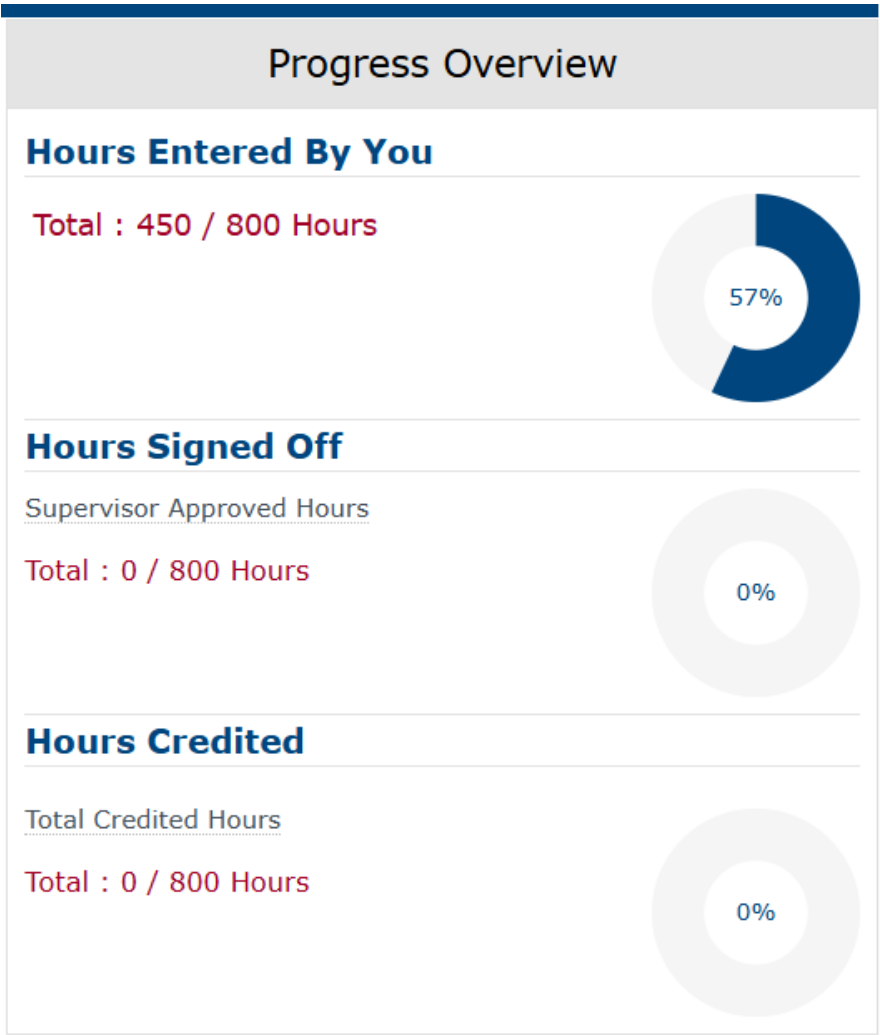 Progress Overview
Hours Entered By You
Total : 450 / 800 Hours
57%
Hours Signed Off
Supervisor Approved Hours
Total : 0 / 800 Hours
0%
Hours Credited
Total Credited Hours
Total : 0 / 800 Hours
0%